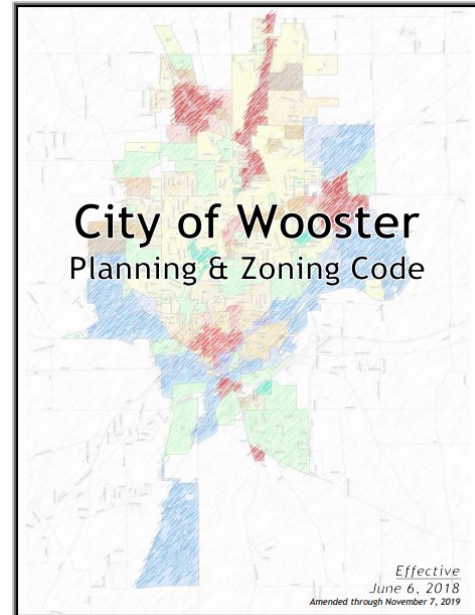 City of Wooster
Planning & Zoning Code
Effective
June 6, 2018
Amended through November 7, 2019